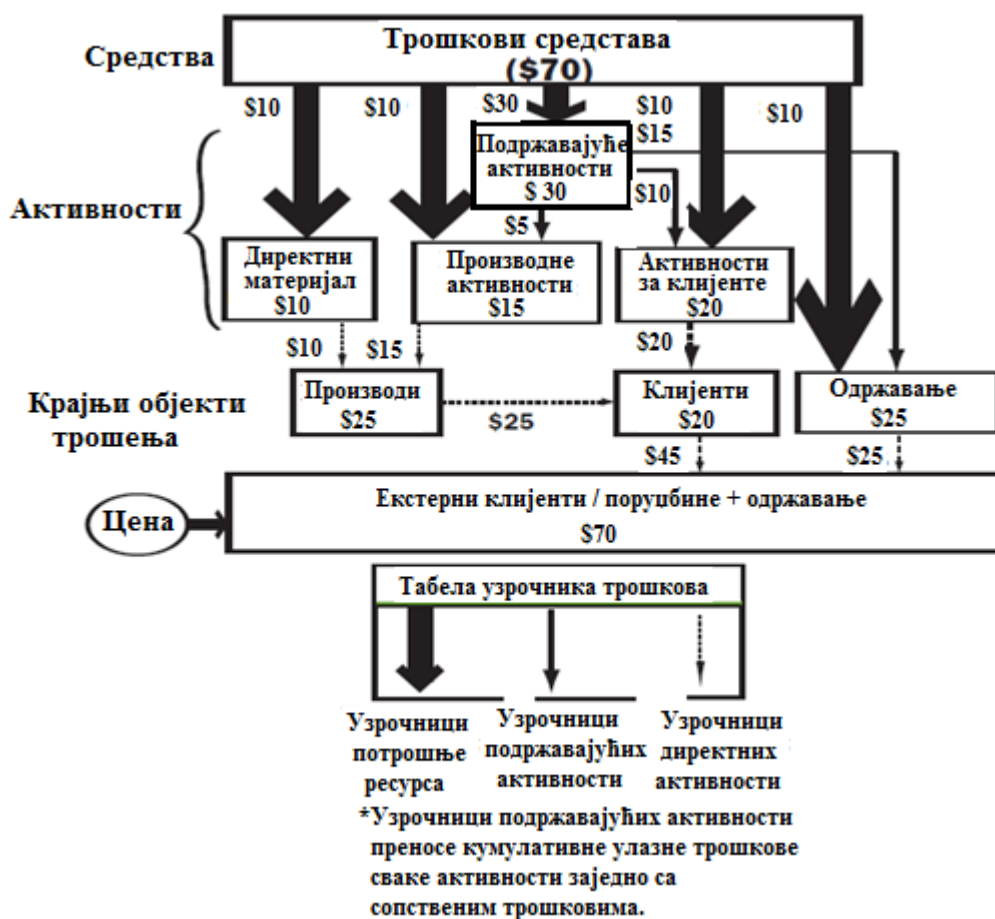 Трошкови средстава
Средства
($70)
$10
$10
$30
$10
$10
$15
Подржавајуће
активности
$ 30
$10
Активности
$5
Директни
материјал
$10
Производне
активности
$15
Активности
за клијенте
$20
$10
$15
$20
Производи
$25
$25
Клијенти
$20
Одржавање
$25
Крајњи објекти
трошења
$45
$25
Екстерни клијенти / поруџбине + одржавање
$70
Цена
Табела узрочника трошкова
Узрочници
потрошње
ресурса
Узрочници
подржавајућих
активности
Узрочници
директних
активности
*Узрочници подржавајућих активности
преносе кумулативне улазне трошкове
сваке активности заједно са
сопственим трошковима.